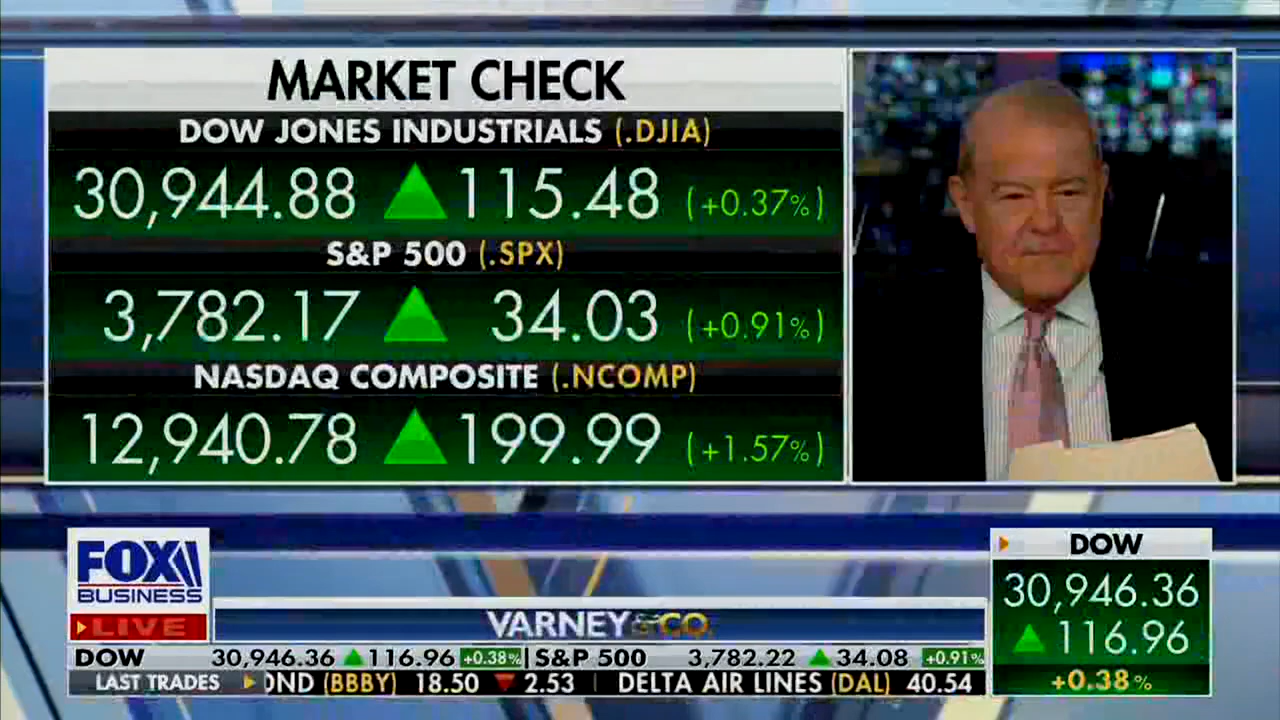 MARKET CHECK
DOW JONES INDUSTRIALS (.DJIA)
30,944.88 ▲ 115.48 (+0.37%)
S&P 500 (.SPX)
3,782.17 ▲ 34.03 (+0.91%)
NASDAQ COMPOSITE (.NCOMP)
12,940.78 ▲ 199.99 (+1.57%)
FOX BUSINESS
LIVE
VARNEY & CO.
DOW
30,946.36
▲ 116.96
+0.38%
DOW 30,946.36 ▲ 116.96 +0.38% | S&P 500 3,782.22 ▲ 34.08 +0.91%
LAST TRADES OND (BBBY) 18.50 ▼ 2.53 | DELTA AIR LINES (DAL) 40.54